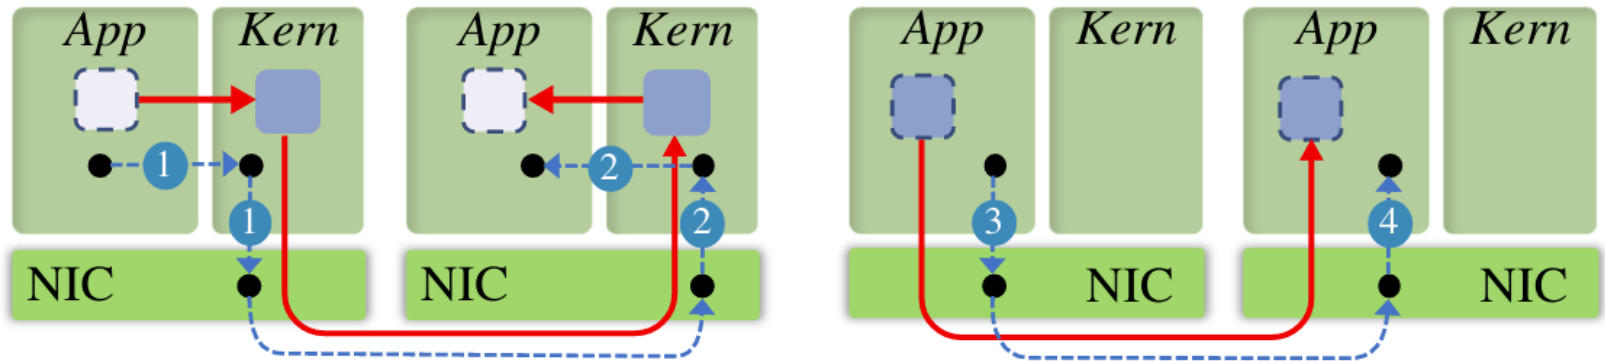 App Kern App Kern App Kern App Kern
1 2
1 2 3 4
NIC NIC NIC NIC